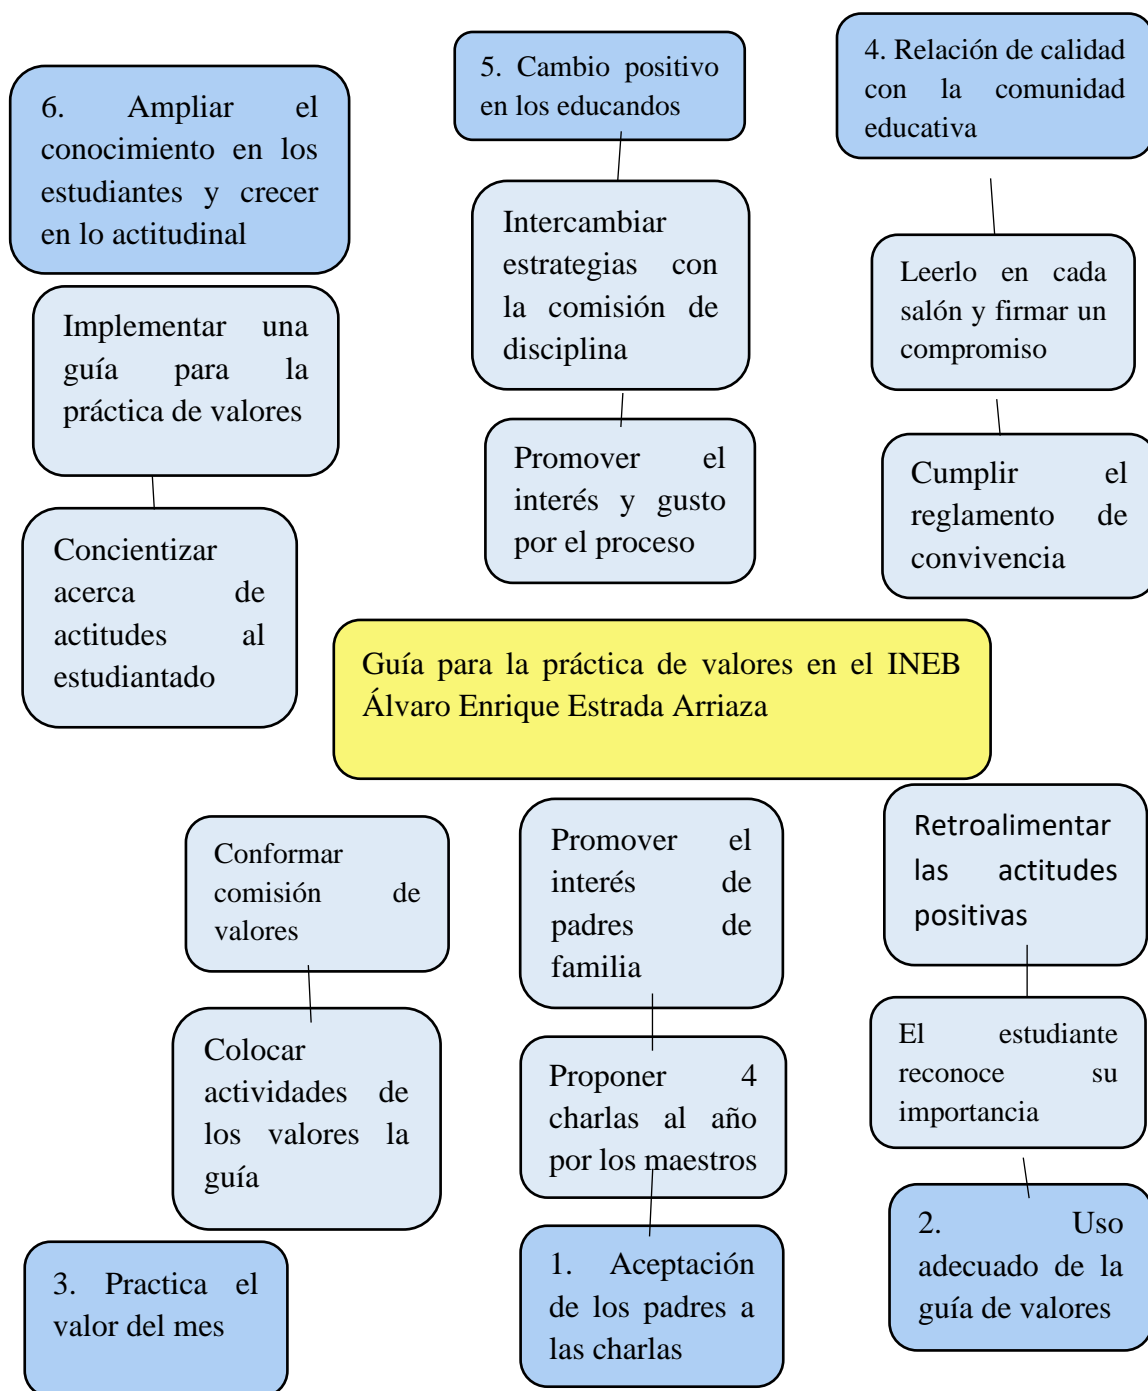 6. Ampliar el
conocimiento en los
estudiantes y crecer
en lo actitudinal
5. Cambio positivo
en los educandos
4. Relación de calidad
con la comunidad
educativa
Implementar una
guía para la
práctica de valores
Intercambiar
estrategias con
la comisión de
disciplina
Leerlo en cada
salón y firmar un
compromiso
Concientizar
acerca de
actitudes al
estudiantado
Promover el
interés y gusto
por el proceso
Cumplir el
reglamento de
convivencia
Guía para la práctica de valores en el INEB
Álvaro Enrique Estrada Arriaza
Conformar
comisión de
valores
Promover el
interés de
padres de
familia
Retroalimentar
las actitudes
positivas
Colocar
actividades de
los valores la
guía
Proponer 4
charlas al año
por los maestros
El estudiante
reconoce su
importancia
3. Practica el
valor del mes
1. Aceptación
de los padres a
las charlas
2. Uso
adecuado de la
guía de valores